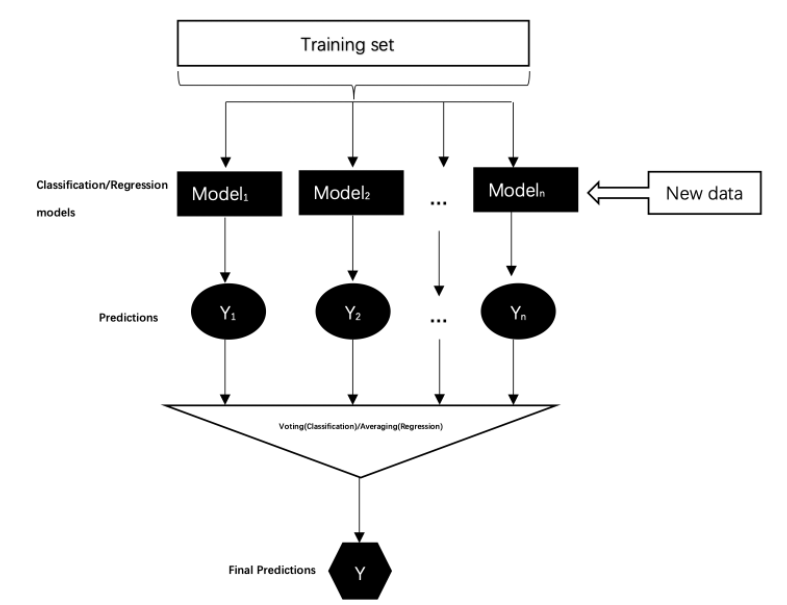 Training set
Classification/Regression
models
Model₁
Model₂
...
Modelₙ
New data
Predictions
Y₁
Y₂
...
Yₙ
Voting(Classification)/Averaging(Regression)
Final Predictions
Y